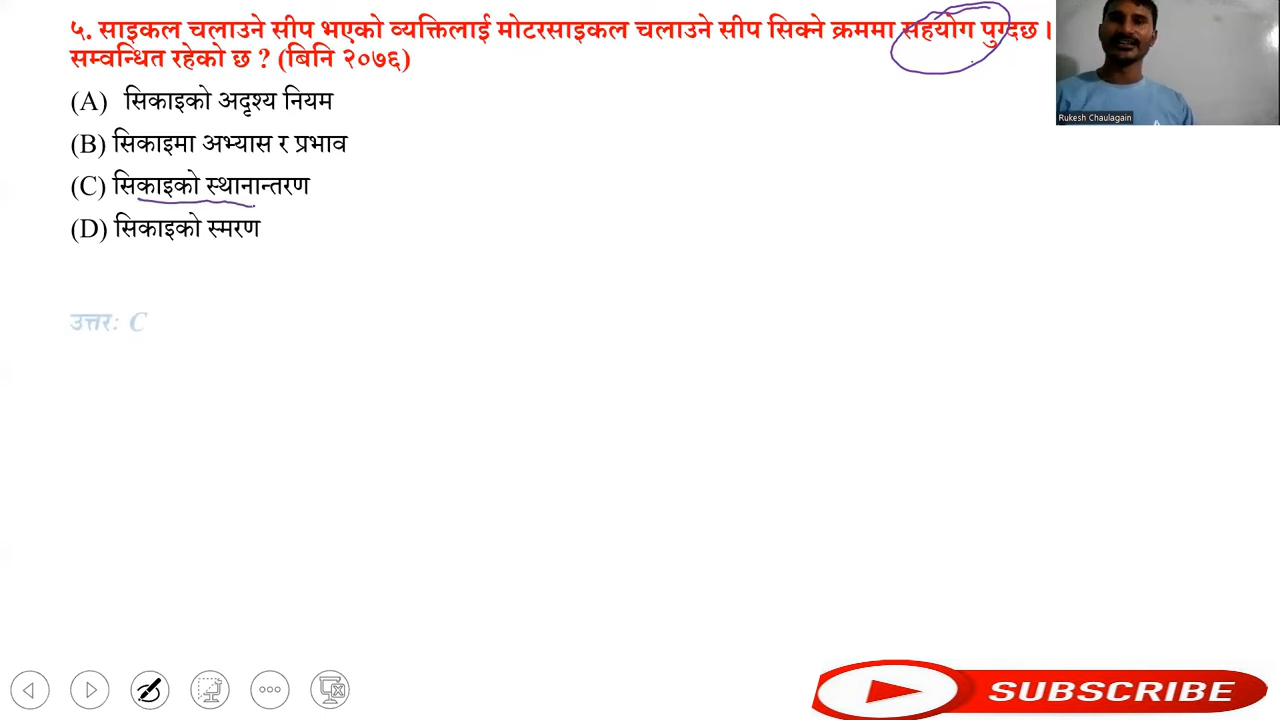 ५. साइकल चलाउने सीप भएको व्यक्तिलाई मोटरसाइकल चलाउने सीप सिक्ने क्रममा सहयोग पुग्दछ ।
सम्वन्धित रहेको छ ? (बिनि २०७६)
(A) सिकाइको अदृश्य नियम
(B) सिकाइमा अभ्यास र प्रभाव
(C) सिकाइको स्थानान्तरण
(D) सिकाइको स्मरण
उत्तर: C
Rukesh Chaulagain
SUBSCRIBE